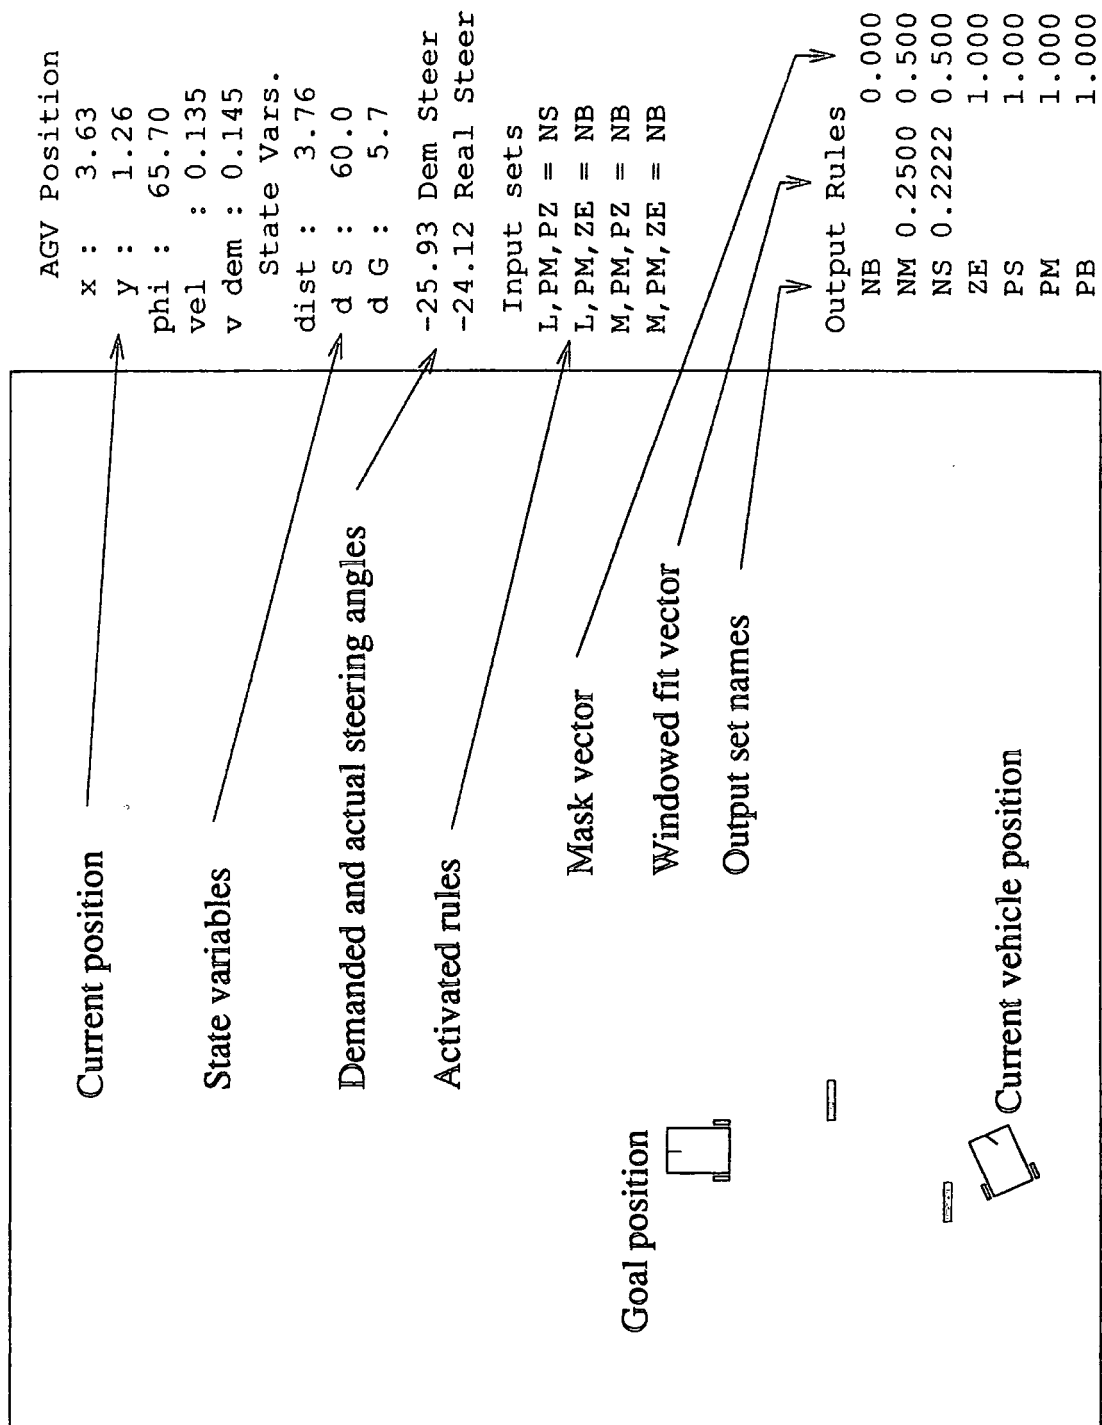 Current position
State variables
Demanded and actual steering angles
Activated rules
Mask vector
Windowed fit vector
Output set names
Goal position
Current vehicle position
AGV Position
x : 3.63
y : 1.26
phi : 65.70
vel : 0.135
v dem : 0.145
State Vars.
dist : 3.76
d S : 60.0
d G : 5.7
-25.93 Dem Steer
-24.12 Real Steer
Input sets
L,PM,PZ = NS
L,PM,ZE = NB
M,PM,PZ = NB
M,PM,ZE = NB
Output Rules
NB 0.000
NM 0.2500 0.500
NS 0.2222 0.500
ZE 1.000
PS 1.000
PM 1.000
PB 1.000